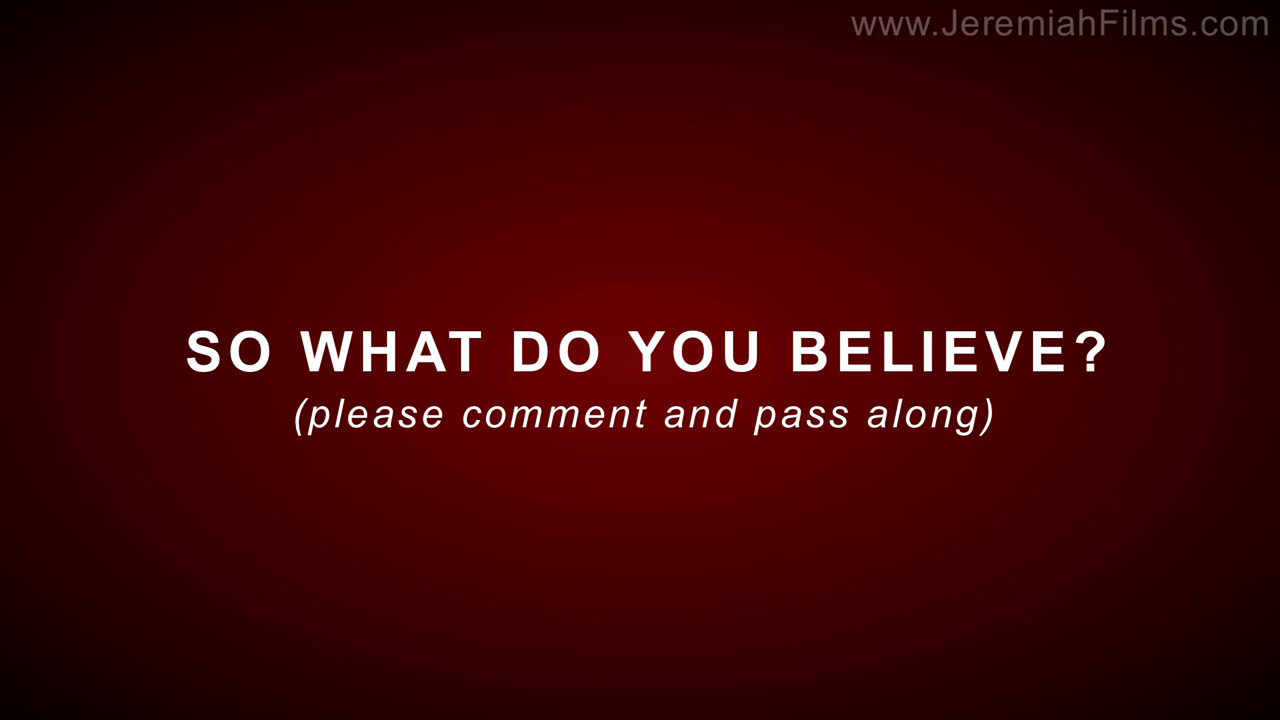 www.JeremiahFilms.com
SO WHAT DO YOU BELIEVE?
(please comment and pass along)